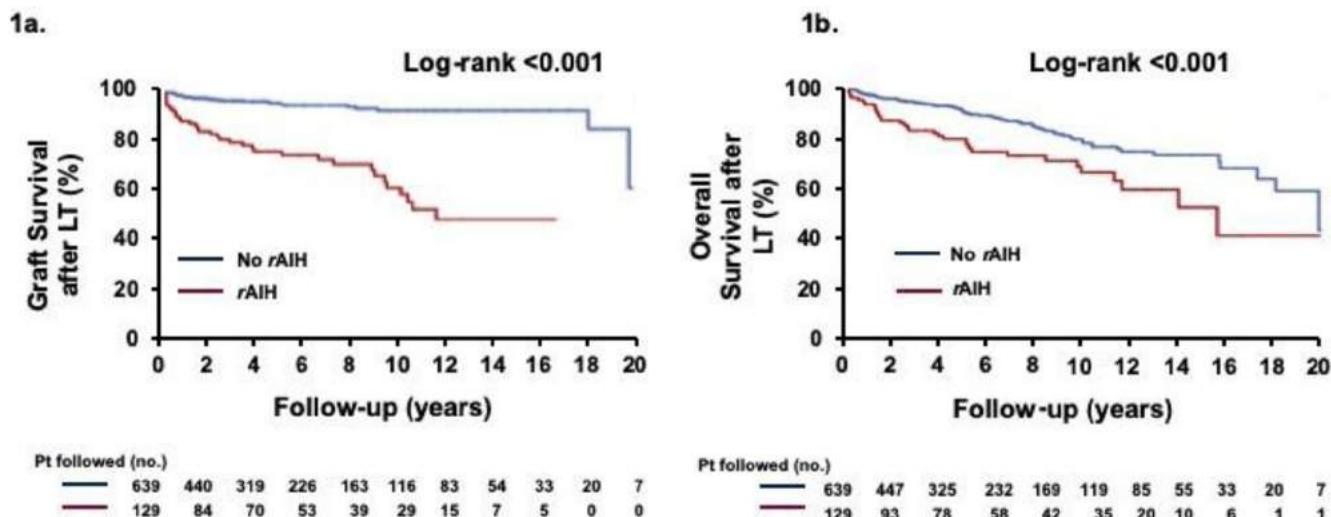 1a.
Log-rank <0.001
Graft Survival
after LT (%)
100
80
60
40
20
0
No rAIH
rAIH
0 2 4 6 8 10 12 14 16 18 20
Follow-up (years)
Pt followed (no.)
639 440 319 226 163 116 83 54 33 20 7
129 84 70 53 39 29 15 7 5 0 0
1b.
Log-rank <0.001
Overall
Survival after
LT (%)
100
80
60
40
20
0
No rAIH
rAIH
0 2 4 6 8 10 12 14 16 18 20
Follow-up (years)
Pt followed (no.)
639 447 325 232 169 119 85 55 33 20 7
129 93 78 58 42 35 20 10 6 1 1